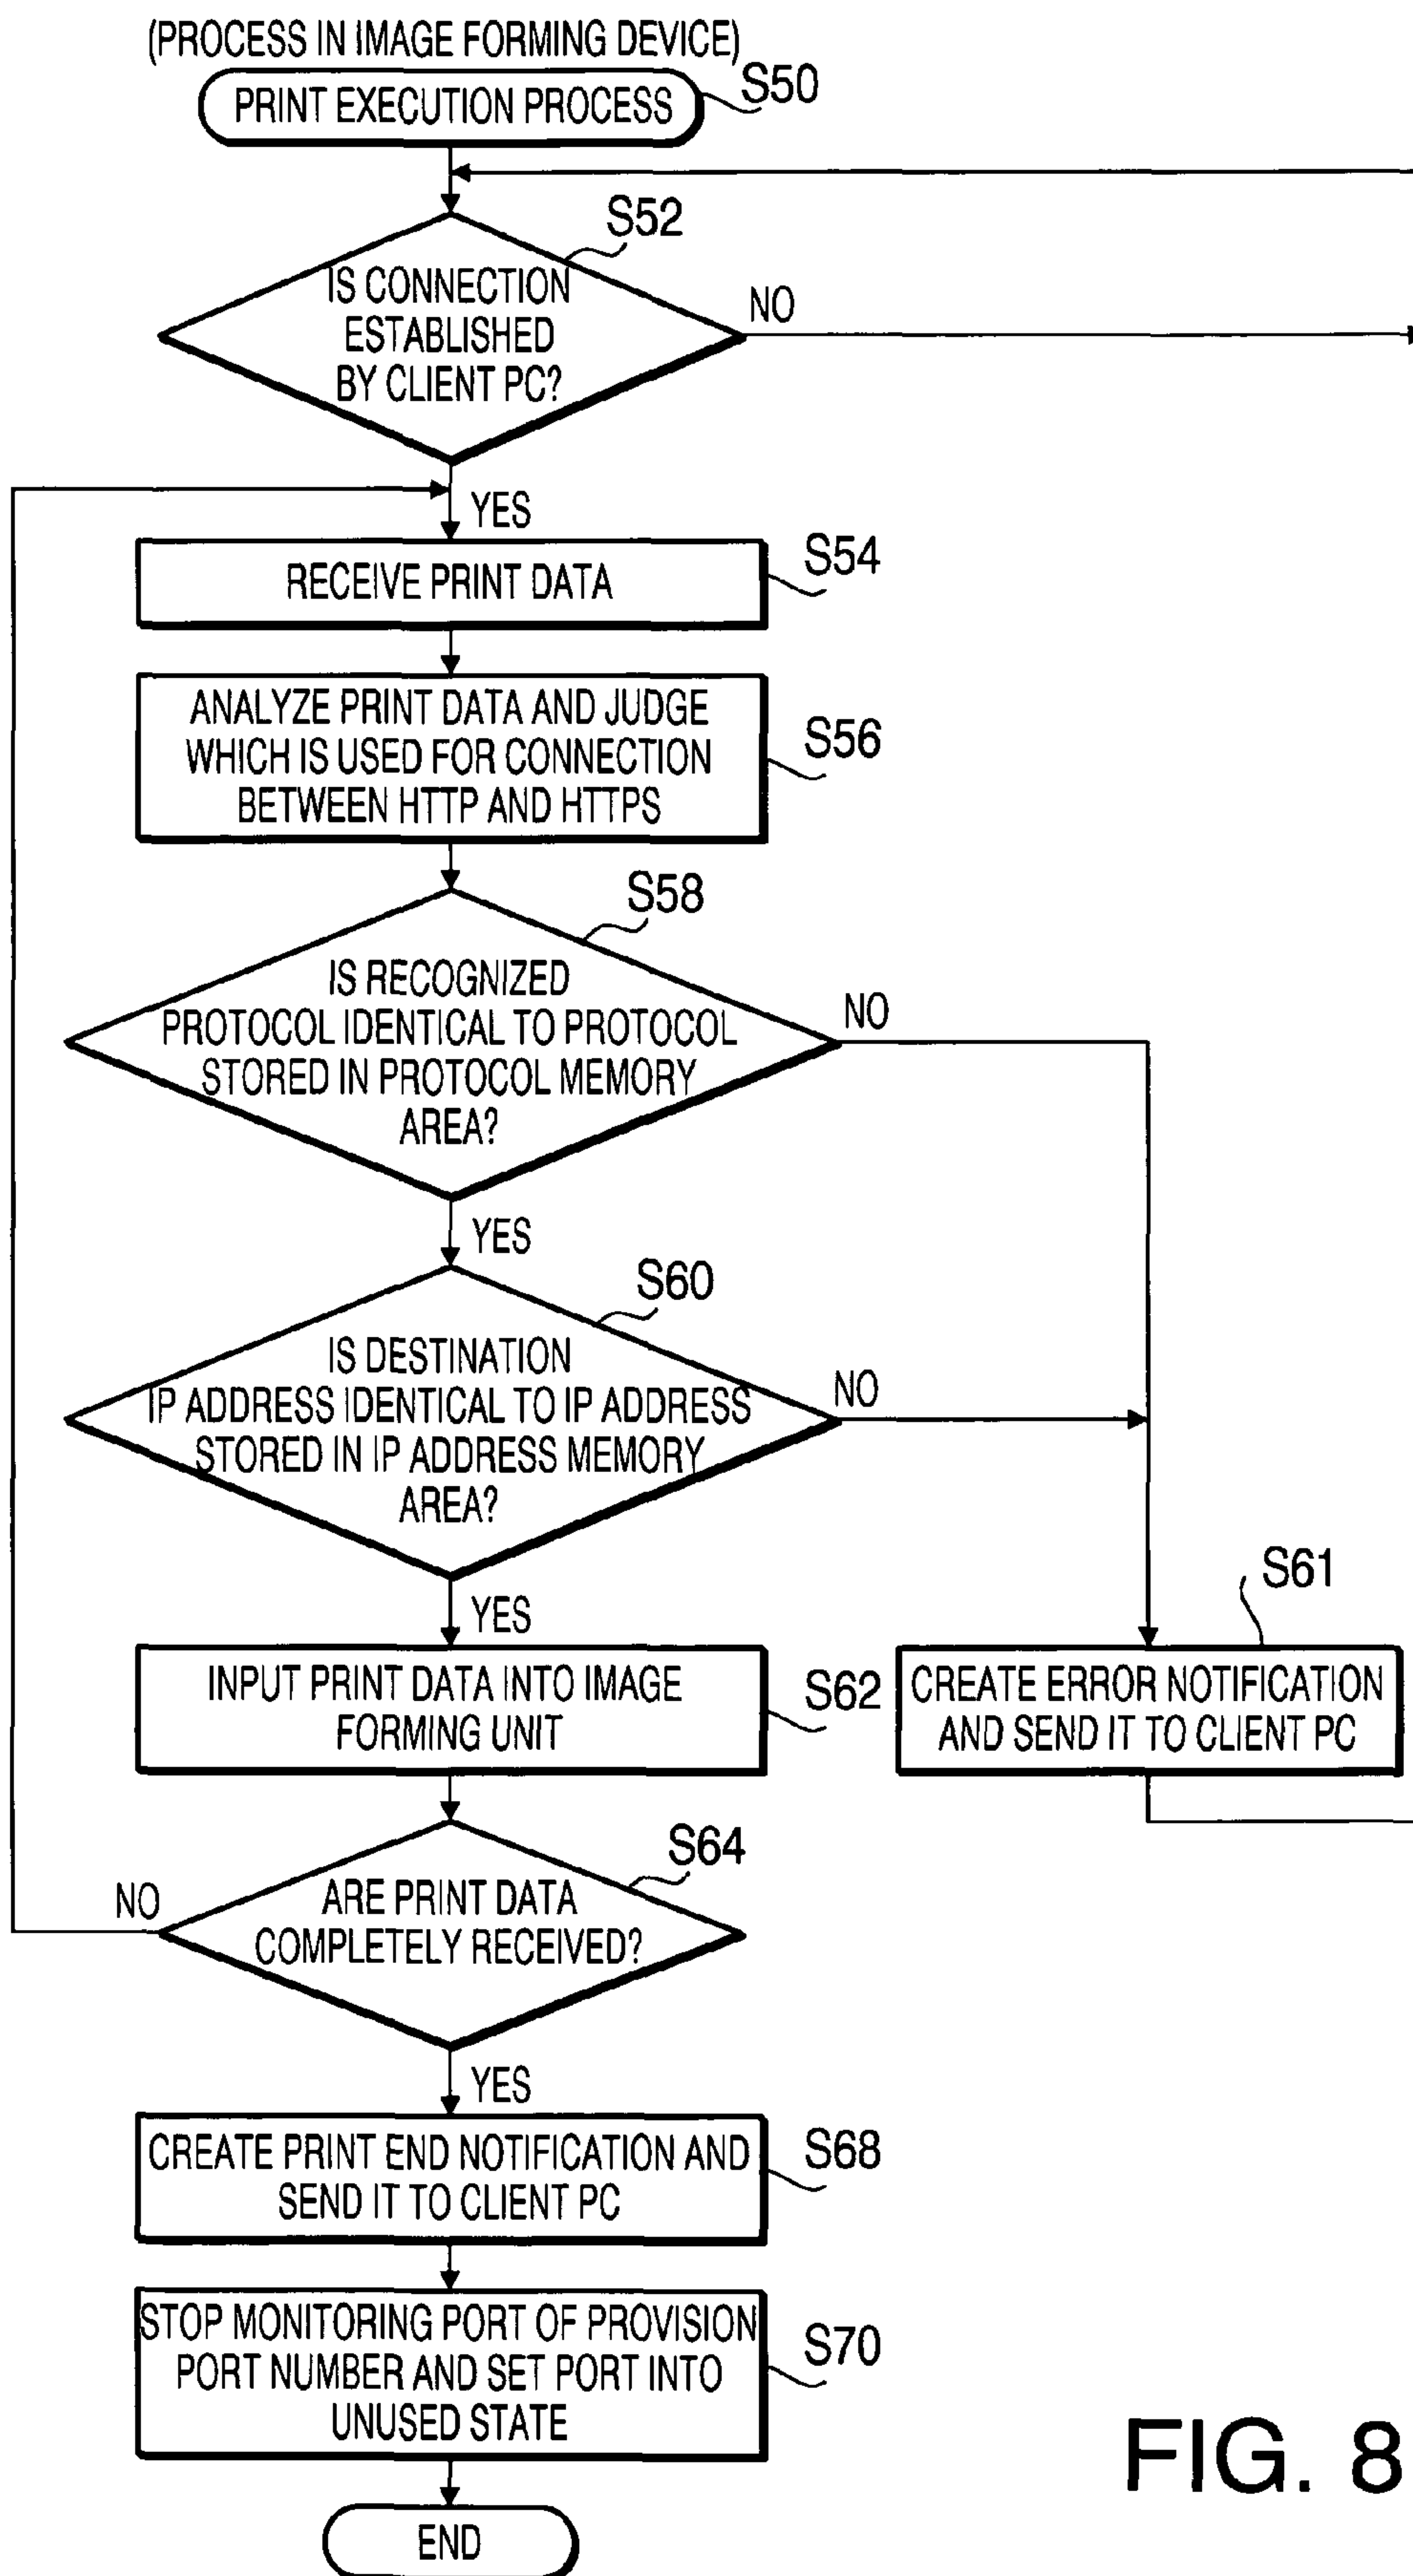 (PROCESS IN IMAGE FORMING DEVICE)
PRINT EXECUTION PROCESS
S50
S52
IS CONNECTION
ESTABLISHED
BY CLIENT PC?
NO
YES
RECEIVE PRINT DATA
S54
ANALYZE PRINT DATA AND JUDGE
WHICH IS USED FOR CONNECTION
BETWEEN HTTP AND HTTPS
S56
S58
IS RECOGNIZED
PROTOCOL IDENTICAL TO PROTOCOL
STORED IN PROTOCOL MEMORY
AREA?
NO
YES
S60
IS DESTINATION
IP ADDRESS IDENTICAL TO IP ADDRESS
STORED IN IP ADDRESS MEMORY
AREA?
NO
YES
S61
INPUT PRINT DATA INTO IMAGE
FORMING UNIT
S62
CREATE ERROR NOTIFICATION
AND SEND IT TO CLIENT PC
S64
ARE PRINT DATA
COMPLETELY RECEIVED?
NO
YES
CREATE PRINT END NOTIFICATION AND
SEND IT TO CLIENT PC
S68
STOP MONITORING PORT OF PROVISION
PORT NUMBER AND SET PORT INTO
UNUSED STATE
S70
END
FIG. 8